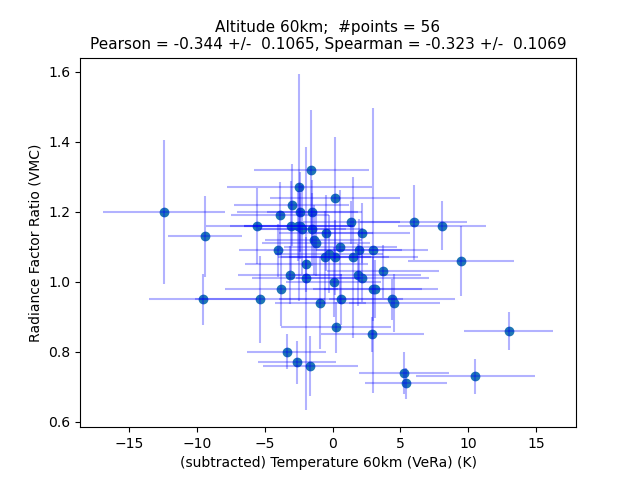 Altitude 60km;  #points = 56
Pearson = -0.344 +/-  0.1065, Spearman = -0.323 +/-  0.1069
Radiance Factor Ratio (VMC)
1.6
1.4
1.2
1.0
0.8
0.6
−15 −10 −5 0 5 10 15
(subtracted) Temperature 60km (VeRa) (K)